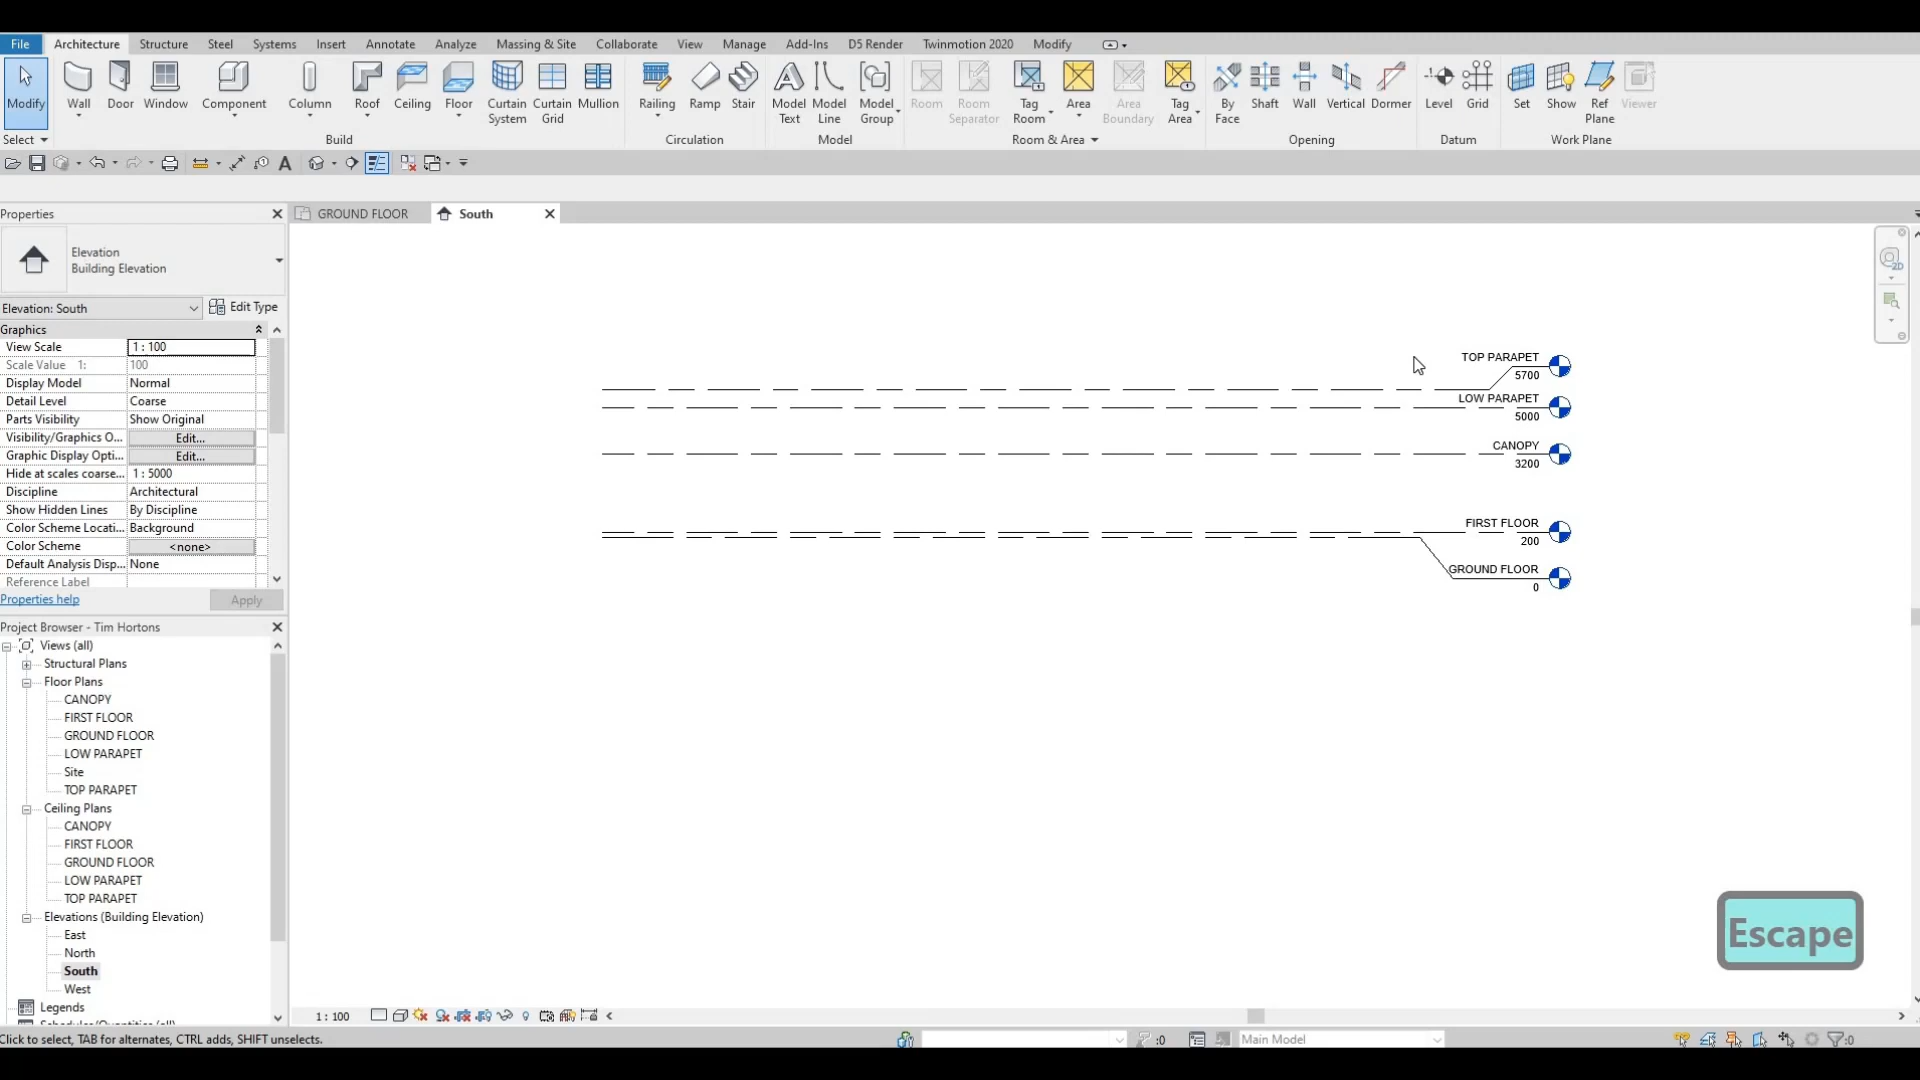 File Architecture Structure Steel Systems Insert Annotate Analyze Massing & Site Collaborate View Manage Add-Ins D5 Render Twinmotion 2020 Modify
Modify Wall Door Window Component Column Roof Ceiling Floor Curtain System Curtain Grid Mullion Railing Ramp Stair Model Text Model Line Model Group Room Room Separator Tag Room Area Area Boundary Tag Area By Face Shaft Wall Vertical Dormer Level Grid Set Show Ref Plane Viewer
Select Build Circulation Model Room & Area Opening Datum Work Plane
Properties
GROUND FLOOR South
Elevation
Building Elevation
Elevation: South Edit Type
Graphics
View Scale 1 : 100
Scale Value 1: 100
Display Model Normal
Detail Level Coarse
Parts Visibility Show Original
Visibility/Graphics O... Edit...
Graphic Display Opti... Edit...
Hide at scales coarse... 1 : 5000
Discipline Architectural
Show Hidden Lines By Discipline
Color Scheme Locati... Background
Color Scheme <none>
Default Analysis Disp... None
Reference Label
Properties help Apply
Project Browser - Tim Hortons
Views (all)
Structural Plans
Floor Plans
CANOPY
FIRST FLOOR
GROUND FLOOR
LOW PARAPET
Site
TOP PARAPET
Ceiling Plans
CANOPY
FIRST FLOOR
GROUND FLOOR
LOW PARAPET
TOP PARAPET
Elevations (Building Elevation)
East
North
South
West
Legends
TOP PARAPET
5700
LOW PARAPET
5000
CANOPY
3200
FIRST FLOOR
200
GROUND FLOOR
0
2D
Escape
1 : 100
Click to select, TAB for alternates, CTRL adds, SHIFT unselects.
:0
Main Model
:0